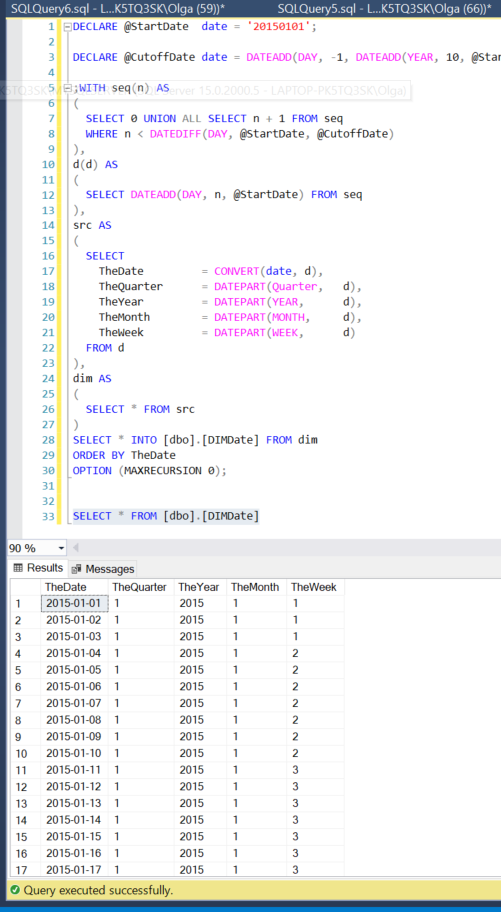 SQLQuery6.sql - L...K5TQ3SK\Olga (59))* SQLQuery5.sql - L...K5TQ3SK\Olga (66))*
1 DECLARE @StartDate date = '20150101';
2
3 DECLARE @CutoffDate date = DATEADD(DAY, -1, DATEADD(YEAR, 10, @Star
4
5 ;WITH seq(n) AS
erver 15.0.2000.5 - LAPTOP-PK5TQ3SK\Olga)
6 (
7 SELECT 0 UNION ALL SELECT n + 1 FROM seq
8 WHERE n < DATEDIFF(DAY, @StartDate, @CutoffDate)
9 ),
10 d(d) AS
11 (
12 SELECT DATEADD(DAY, n, @StartDate) FROM seq
13 ),
14 src AS
15 (
16 SELECT
17 TheDate = CONVERT(date, d),
18 TheQuarter = DATEPART(Quarter, d),
19 TheYear = DATEPART(YEAR, d),
20 TheMonth = DATEPART(MONTH, d),
21 TheWeek = DATEPART(WEEK, d)
22 FROM d
23 ),
24 dim AS
25 (
26 SELECT * FROM src
27 )
28 SELECT * INTO [dbo].[DIMDate] FROM dim
29 ORDER BY TheDate
30 OPTION (MAXRECURSION 0);
31
32
33 SELECT * FROM [dbo].[DIMDate]
90 %
Results Messages
TheDate TheQuarter TheYear TheMonth TheWeek
1 2015-01-01 1 2015 1 1
2 2015-01-02 1 2015 1 1
3 2015-01-03 1 2015 1 1
4 2015-01-04 1 2015 1 2
5 2015-01-05 1 2015 1 2
6 2015-01-06 1 2015 1 2
7 2015-01-07 1 2015 1 2
8 2015-01-08 1 2015 1 2
9 2015-01-09 1 2015 1 2
10 2015-01-10 1 2015 1 2
11 2015-01-11 1 2015 1 3
12 2015-01-12 1 2015 1 3
13 2015-01-13 1 2015 1 3
14 2015-01-14 1 2015 1 3
15 2015-01-15 1 2015 1 3
16 2015-01-16 1 2015 1 3
17 2015-01-17 1 2015 1 3
Query executed successfully.